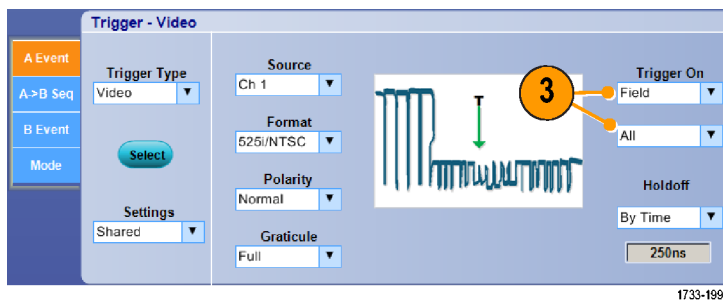 Trigger - Video
A Event
A->B Seq
B Event
Mode
Trigger Type
Video
Select
Settings
Shared
Source
Ch 1
Format
525i/NTSC
Polarity
Normal
Graticule
Full
T
3
Trigger On
Field
All
Holdoff
By Time
250ns
1733-199